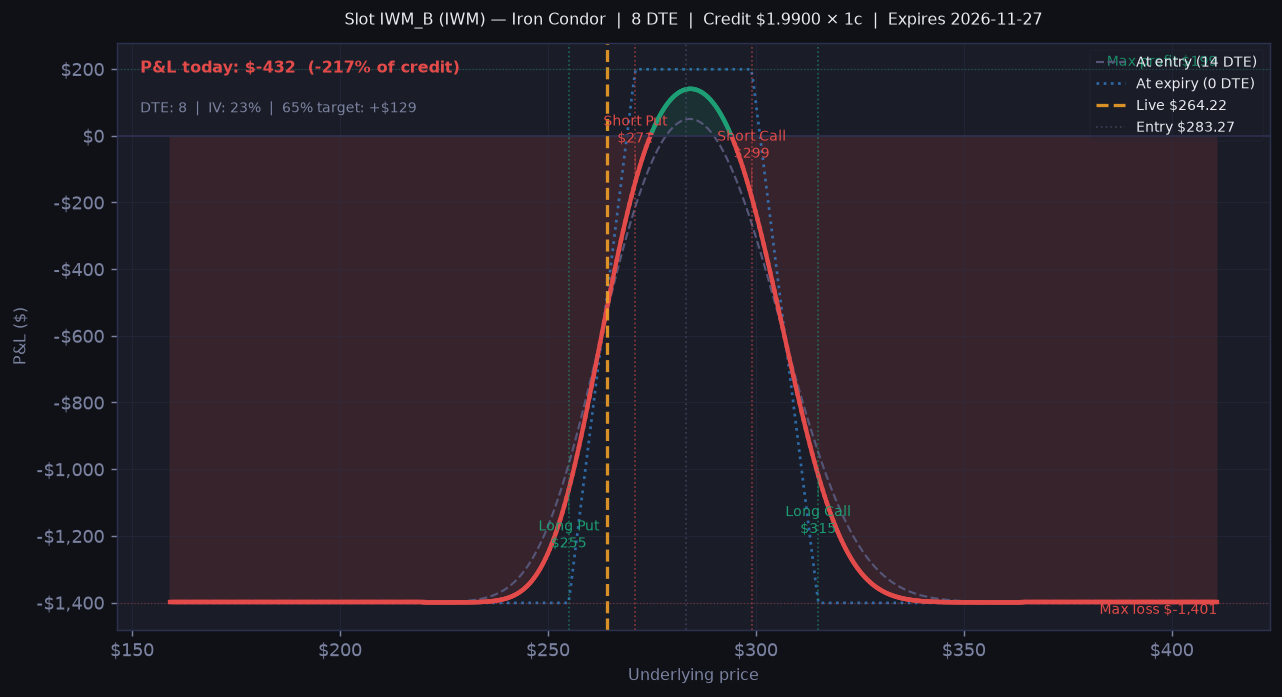 Slot IWM_B (IWM) — Iron Condor | 8 DTE | Credit $1.9900 × 1c | Expires 2026-11-27
P&L today: $-432 (-217% of credit)
DTE: 8 | IV: 23% | 65% target: +$129
At entry (14 DTE)
At expiry (0 DTE)
Live $264.22
Entry $283.27
Short Put
Short Call
$299
Long Put
$255
Long Call
$315
Max loss $-1,401
$200
$0
-$200
-$400
-$600
-$800
-$1,000
-$1,200
-$1,400
P&L ($)
$150
$200
$250
$300
$350
$400
Underlying price